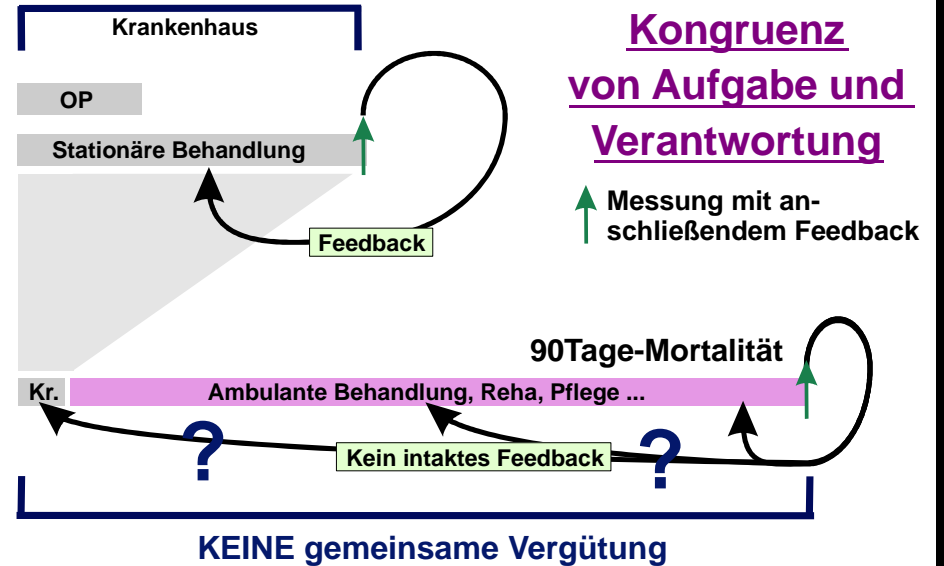 Krankenhaus
Kongruenz
von Aufgabe und
Verantwortung
OP
Stationäre Behandlung
Messung mit an-
schließendem Feedback
Feedback
90Tage-Mortalität
Kr.
Ambulante Behandlung, Reha, Pflege ...
?
Kein intaktes Feedback
?
KEINE gemeinsame Vergütung